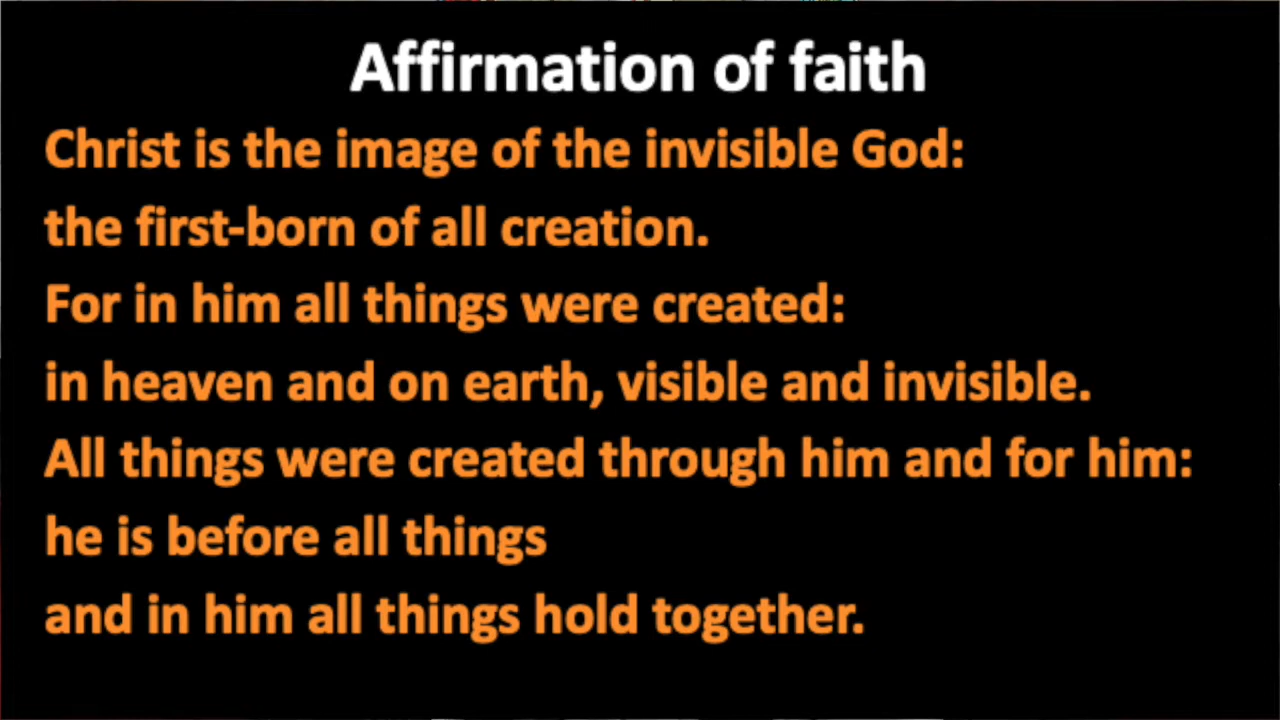 Affirmation of faith
Christ is the image of the invisible God:
the first-born of all creation.
For in him all things were created:
in heaven and on earth, visible and invisible.
All things were created through him and for him:
he is before all things
and in him all things hold together.